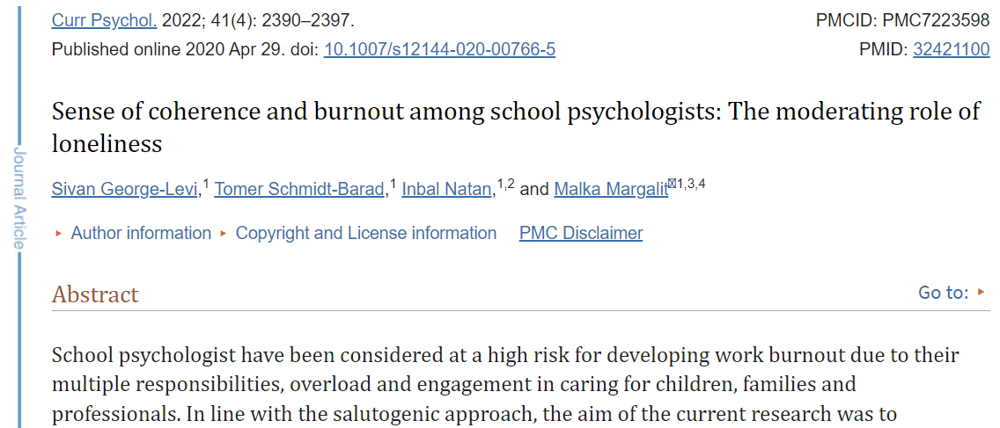 Curr Psychol. 2022; 41(4): 2390–2397. PMCID: PMC7223598
Published online 2020 Apr 29. doi: 10.1007/s12144-020-00766-5 PMID: 32421100
Sense of coherence and burnout among school psychologists: The moderating role of
loneliness
Journal Article
Sivan George-Levi,1 Tomer Schmidt-Barad,1 Inbal Natan,1,2 and Malka Margalit1,3,4
Author information Copyright and License information PMC Disclaimer
Abstract Go to:
School psychologist have been considered at a high risk for developing work burnout due to their
multiple responsibilities, overload and engagement in caring for children, families and
professionals. In line with the salutogenic approach, the aim of the current research was to